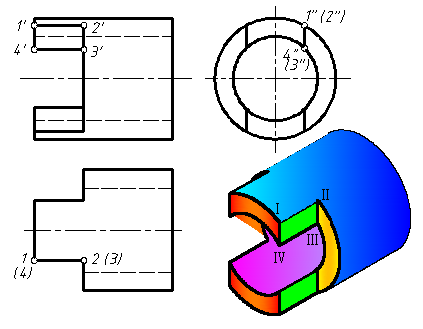 1' 2'
4' 3'
1" (2")
4"
(3")
1 2 (3)
(4)
I II
III
IV